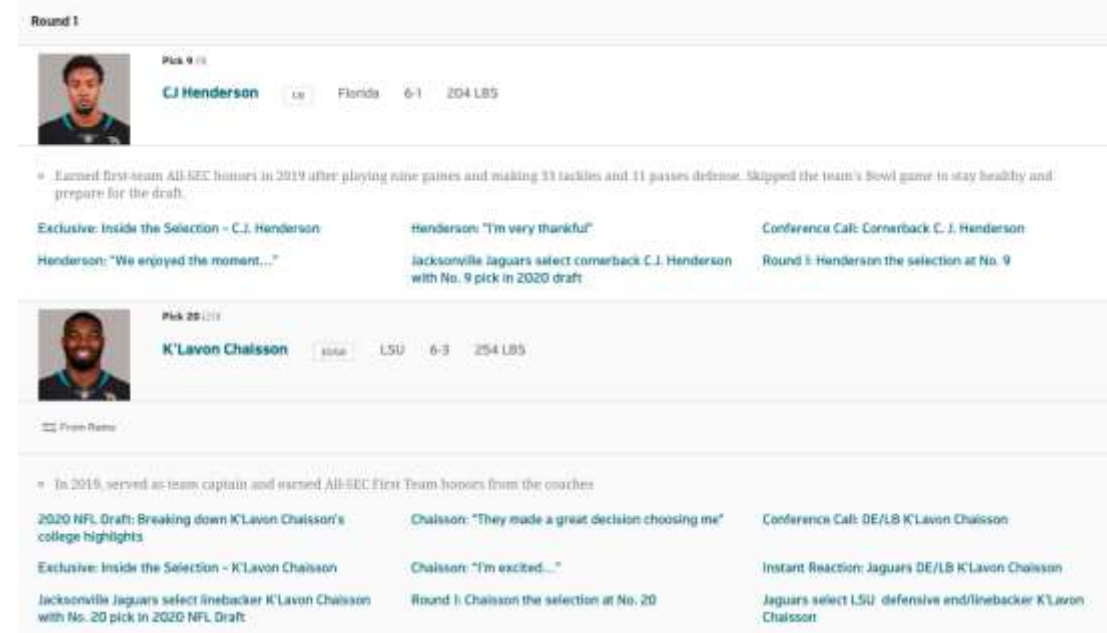 Round 1
Pick 9
CJ Henderson Florida 6-1 204 LBS
Earned first-team All-SEC honors in 2019 after playing nine games and making 33 tackles and 11 passes defense. Skipped the team's Bowl game to stay healthy and
prepare for the draft.
Exclusive: Inside the Selection - C.J. Henderson
Henderson: "I'm very thankful"
Conference Call: Cornerback C. J. Henderson
Henderson: "We enjoyed the moment..."
Jacksonville Jaguars select cornerback C.J. Henderson
with No. 9 pick in 2020 draft
Round 1: Henderson the selection at No. 9
Pick 20
K'Lavon Chaisson LSU 6-3 254 LBS
From Rams
In 2019, served as team captain and earned All-SEC First Team honors from the coaches
2020 NFL Draft: Breaking down K'Lavon Chaisson's
college highlights
Chaisson: "They made a great decision choosing me"
Conference Call: DE/LB K'Lavon Chaisson
Exclusive: Inside the Selection - K'Lavon Chaisson
Chaisson: "I'm excited..."
Instant Reaction: Jaguars DE/LB K'Lavon Chaisson
Jacksonville Jaguars select linebacker K'Lavon Chaisson
with No. 20 pick in 2020 NFL Draft
Round 1: Chaisson the selection at No. 20
Jaguars select LSU defensive end/linebacker K'Lavon
Chaisson